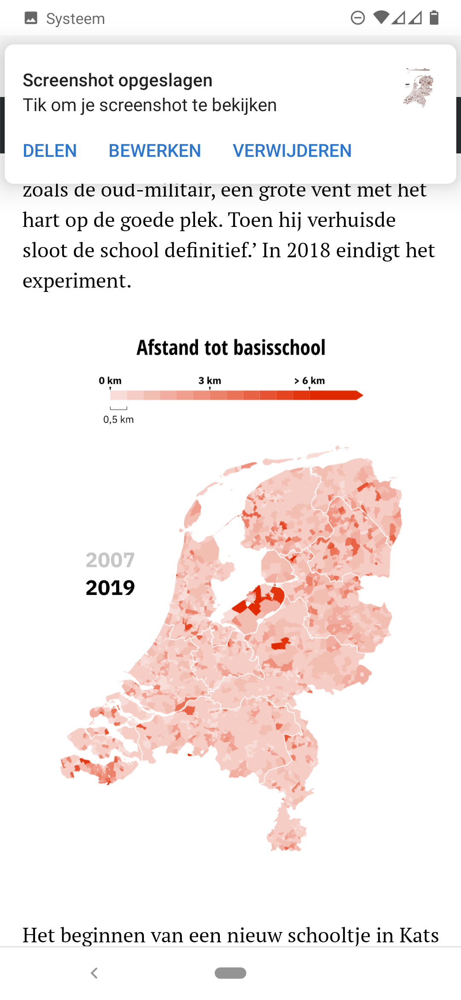 Systeem
Screenshot opgeslagen
Tik om je screenshot te bekijken
DELEN BEWERKEN VERWIJDEREN
zoals de oud-militair, een grote vent met het
hart op de goede plek. Toen hij verhuisde
sloot de school definitief.’ In 2018 eindigt het
experiment.
Afstand tot basisschool
0 km 3 km > 6 km
0,5 km
2007
2019
Het beginnen van een nieuw schooltje in Kats